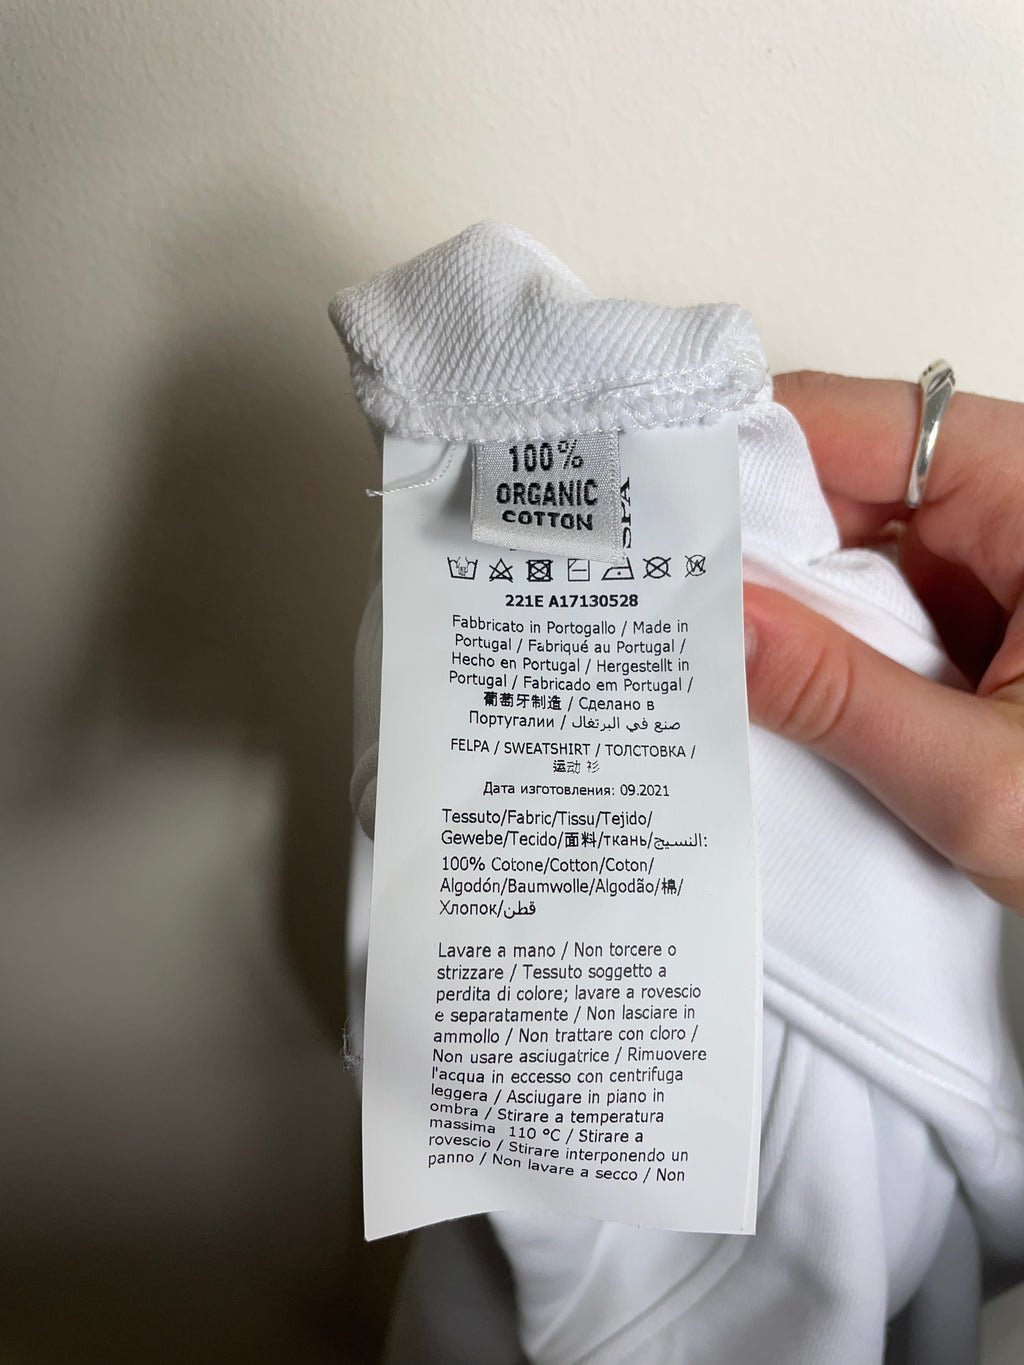 100%
ORGANIC
COTTON
SPA
221E A17130528
Fabbricato in Portogallo / Made in
Portugal / Fabriqué au Portugal /
Hecho en Portugal / Hergestellt in
Portugal / Fabricado em Portugal /
葡萄牙制造 / Сделано в
Португалии / صنع في البرتغال
FELPA / SWEATSHIRT / ТОЛСТОВКА /
运动 衫
Дата изготовления: 09.2021
Tessuto/Fabric/Tissu/Tejido/
Gewebe/Tecido/面料/ткань/النسيج:
100% Cotone/Cotton/Coton/
Algodón/Baumwolle/Algodão/棉/
Хлопок/قطن
Lavare a mano / Non torcere o
strizzare / Tessuto soggetto a
perdita di colore; lavare a rovescio
e separatamente / Non lasciare in
ammollo / Non trattare con cloro /
Non usare asciugatrice / Rimuovere
l'acqua in eccesso con centrifuga
leggera / Asciugare in piano in
ombra / Stirare a temperatura
massima 110 °C / Stirare a
rovescio / Stirare interponendo un
panno / Non lavare a secco / Non